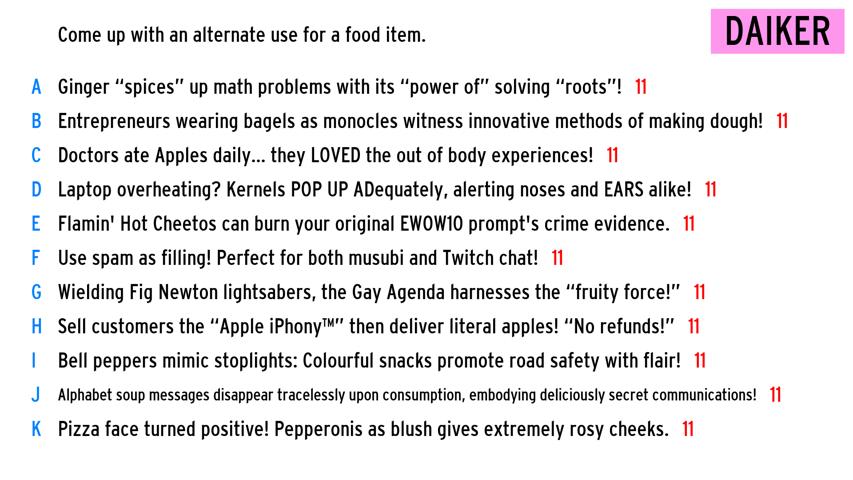 Come up with an alternate use for a food item.
DAIKER
A Ginger “spices” up math problems with its “power of” solving “roots”! 11
B Entrepreneurs wearing bagels as monocles witness innovative methods of making dough! 11
C Doctors ate Apples daily... they LOVED the out of body experiences! 11
D Laptop overheating? Kernels POP UP ADequately, alerting noses and EARS alike! 11
E Flamin' Hot Cheetos can burn your original EWOW10 prompt's crime evidence. 11
F Use spam as filling! Perfect for both musubi and Twitch chat! 11
G Wielding Fig Newton lightsabers, the Gay Agenda harnesses the “fruity force!” 11
H Sell customers the “Apple iPhony™” then deliver literal apples! “No refunds!” 11
I Bell peppers mimic stoplights: Colourful snacks promote road safety with flair! 11
J Alphabet soup messages disappear tracelessly upon consumption, embodying deliciously secret communications! 11
K Pizza face turned positive! Pepperonis as blush gives extremely rosy cheeks. 11